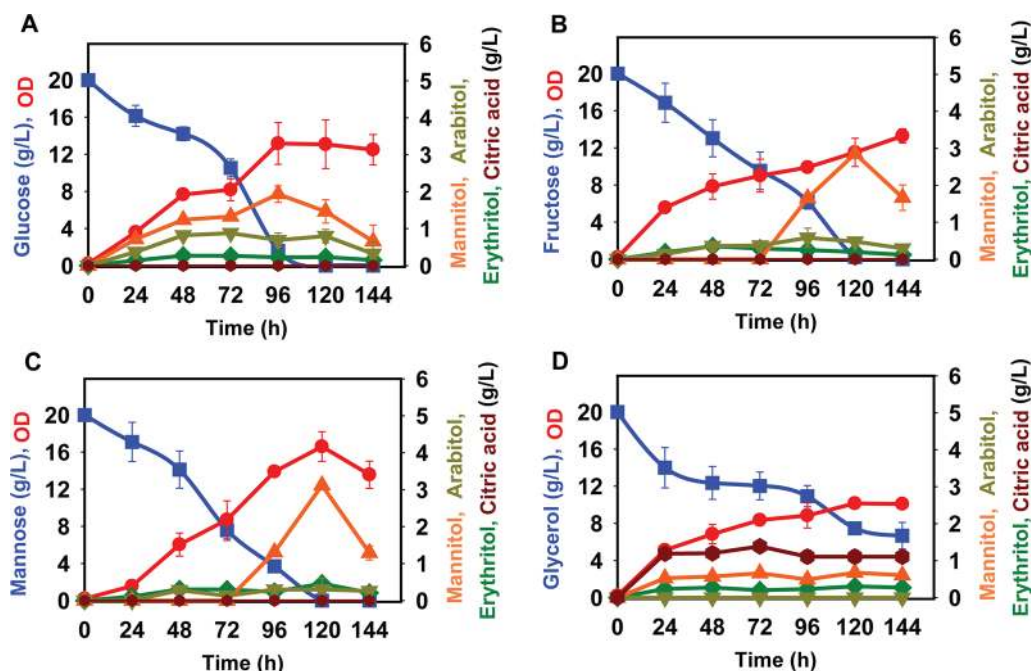 A
Glucose (g/L), OD
20
16
12
8
4
0
0 24 48 72 96 120 144
Time (h)
6
5
4
3
2
1
0
Mannitol, Arabitol,
Erythritol, Citric acid (g/L)
B
Fructose (g/L), OD
20
16
12
8
4
0
0 24 48 72 96 120 144
Time (h)
6
5
4
3
2
1
0
Mannitol, Arabitol,
Erythritol, Citric acid (g/L)
C
Mannose (g/L), OD
20
16
12
8
4
0
0 24 48 72 96 120 144
Time (h)
6
5
4
3
2
1
0
Mannitol, Arabitol,
Erythritol, Citric acid (g/L)
D
Glycerol (g/L), OD
20
16
12
8
4
0
0 24 48 72 96 120 144
Time (h)
6
5
4
3
2
1
0
Mannitol, Arabitol,
Erythritol, Citric acid (g/L)